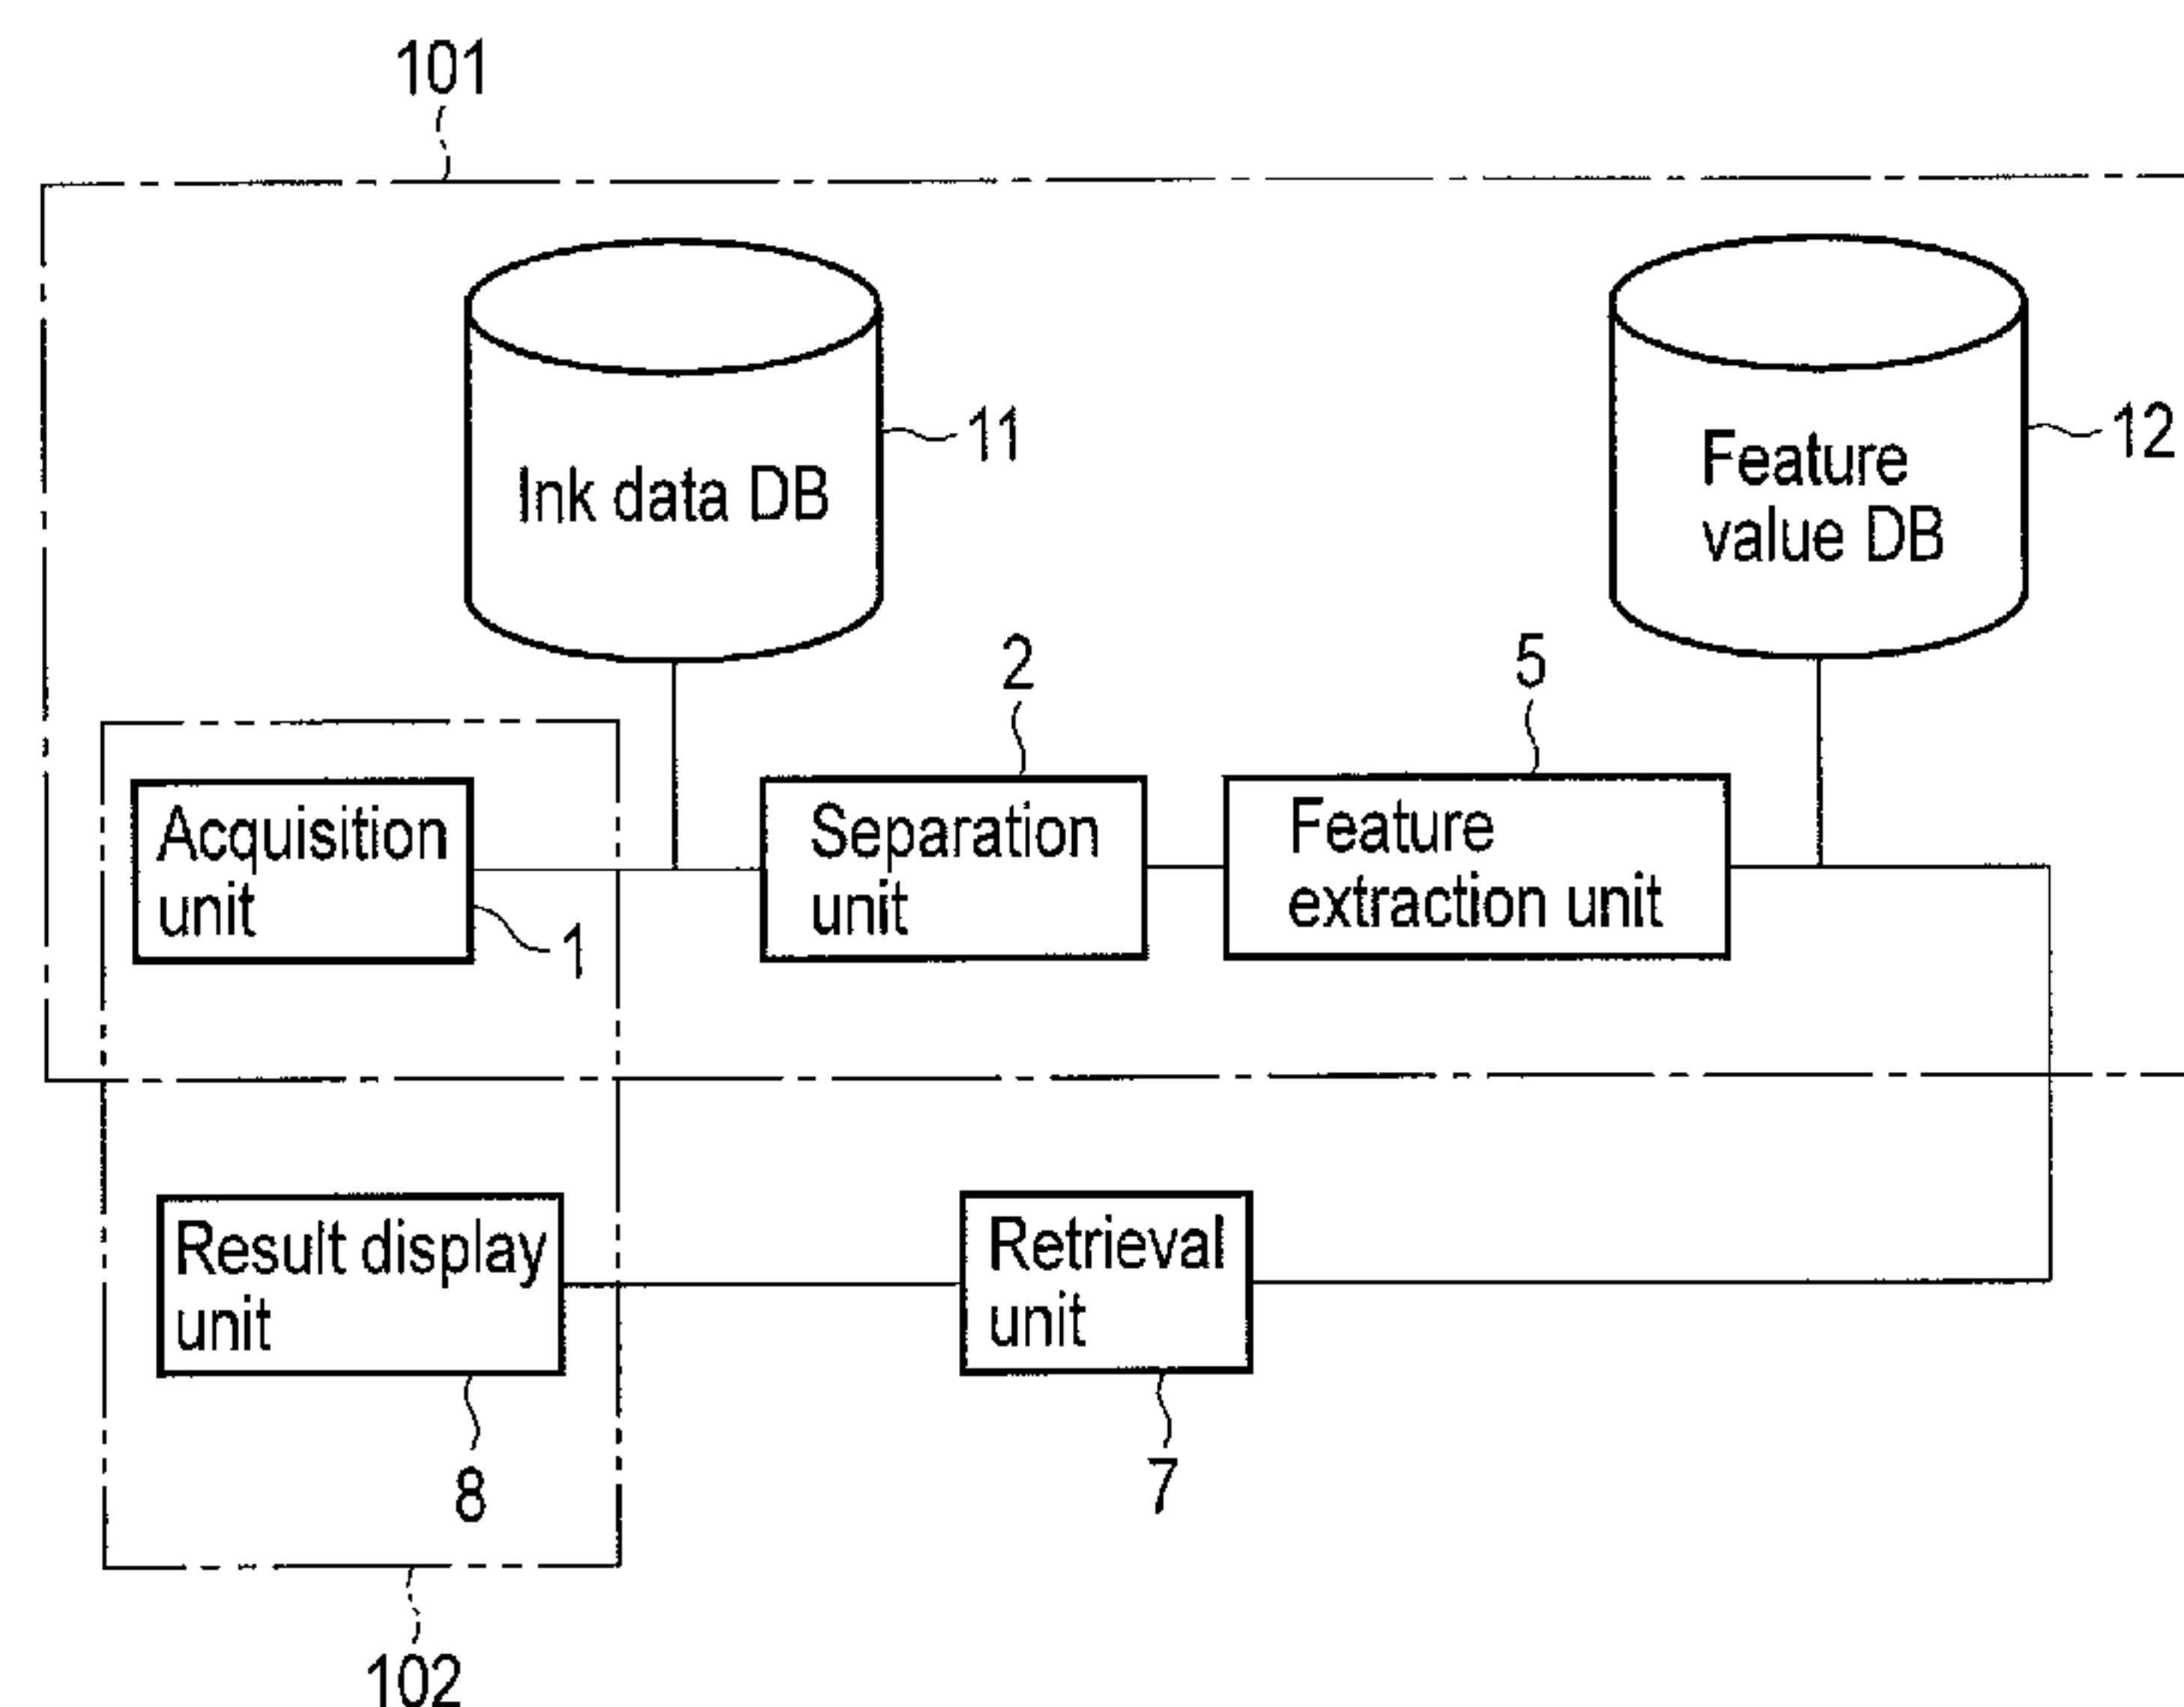 101
11
Ink data DB
12
Feature
value DB
2
5
Acquisition
unit
1
Separation
unit
Feature
extraction unit
Result display
unit
8
Retrieval
unit
7
102